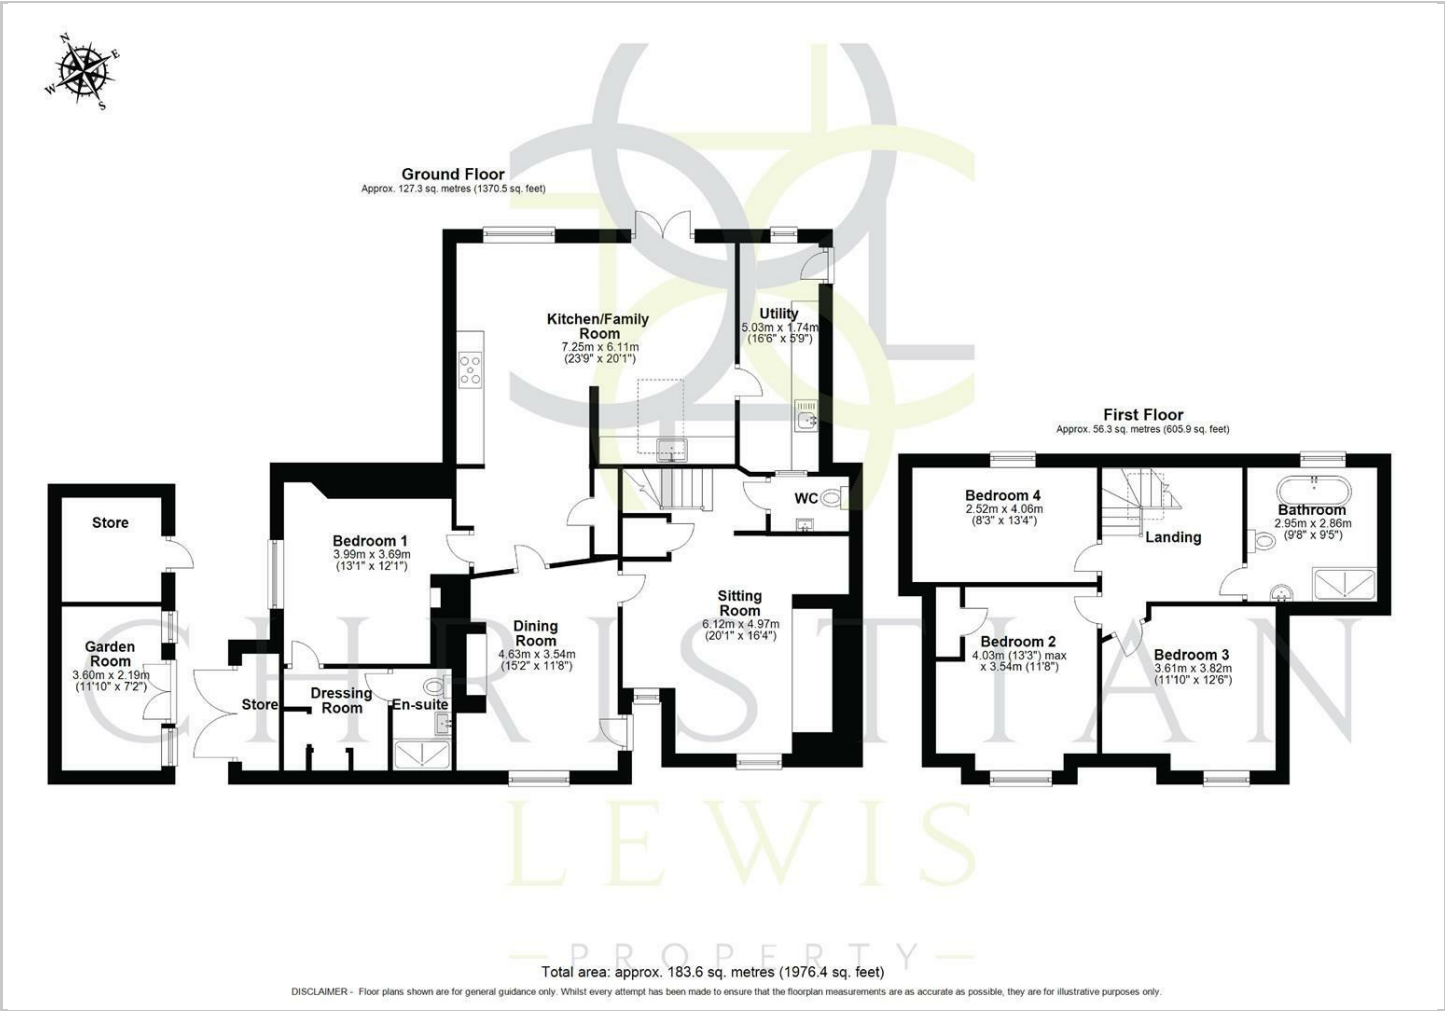 N
E
W
S
Ground Floor
Approx. 127.3 sq. metres (1370.5 sq. feet)
Kitchen/Family
Room
7.25m x 6.11m
(23'9" x 20'1")
Utility
5.03m x 1.74m
(16'6" x 5'9")
First Floor
Approx. 56.3 sq. metres (605.9 sq. feet)
Store
Bedroom 1
3.99m x 3.69m
(13'1" x 12'1")
WC
Bedroom 4
2.52m x 4.06m
(8'3" x 13'4")
Landing
Bathroom
2.95m x 2.86m
(9'8" x 9'5")
Garden
Room
3.60m x 2.19m
(11'10" x 7'2")
Store
Dressing
Room
En-suite
Dining
Room
4.63m x 3.54m
(15'2" x 11'8")
Sitting
Room
6.12m x 4.97m
(20'1" x 16'4")
Bedroom 2
4.03m (13'3") max
x 3.54m (11'8")
Bedroom 3
3.61m x 3.82m
(11'10" x 12'6")
CHRISTIAN
LEWIS
PROPERTY
Total area: approx. 183.6 sq. metres (1976.4 sq. feet)
DISCLAIMER - Floor plans shown are for general guidance only. Whilst every attempt has been made to ensure that the floorplan measurements are as accurate as possible, they are for illustrative purposes only.